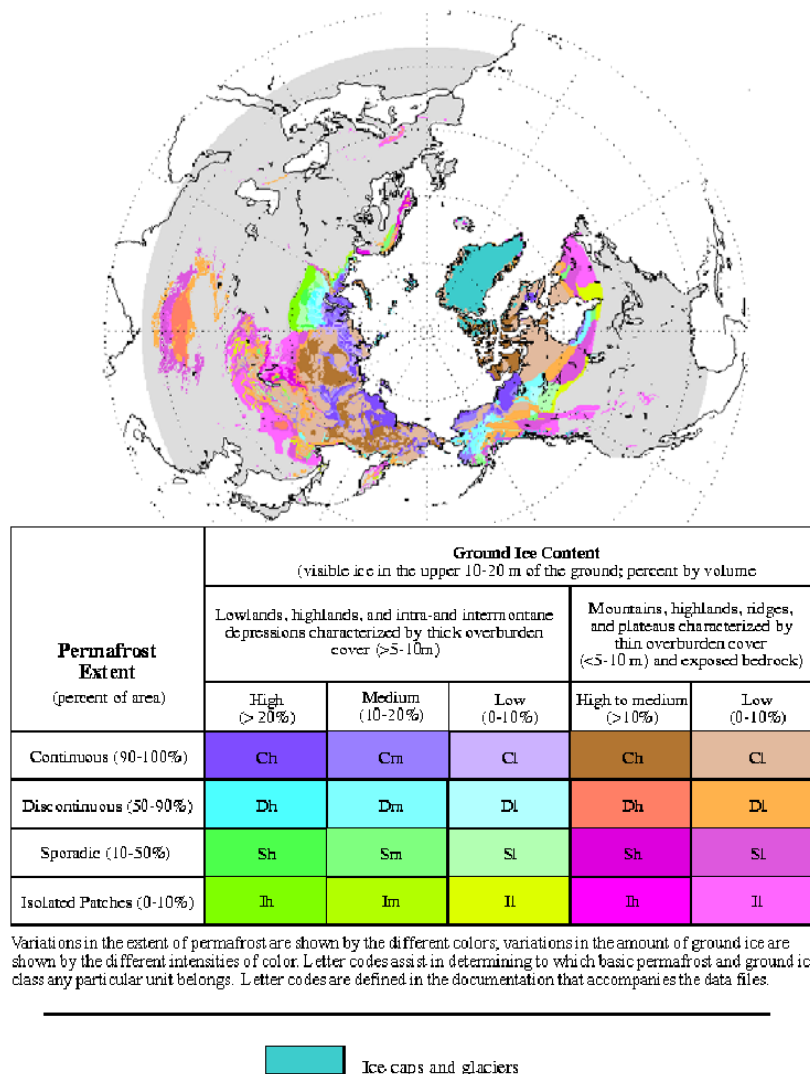 Ground Ice Content
(visible ice in the upper 10-20 m of the ground; percent by volume
Permafrost
Extent
(percent of area)
Lowlands, highlands, and intra-and intermontane
depressions characterized by thick overburden
cover (>5-10m)
Mountains, highlands, ridges,
and plateaus characterized by
thin overburden cover
(<5-10 m) and exposed bedrock)
High
(> 20%)
Medium
(10-20%)
Low
(0-10%)
High to medium
(>10%)
Low
(0-10%)
Continuous (90-100%) Ch Cm Cl Ch Cl
Discontinuous (50-90%) Dh Dm Dl Dh Dl
Sporadic (10-50%) Sh Sm Sl Sh Sl
Isolated Patches (0-10%) Ih Im Il Ih Il
Variations in the extent of permafrost are shown by the different colors; variations in the amount of ground ice are
shown by the different intensities of color. Letter codes assist in determining to which basic permafrost and ground ic
class any particular unit belongs. Letter codes are defined in the documentation that accompanies the data files.
Ice caps and glaciers